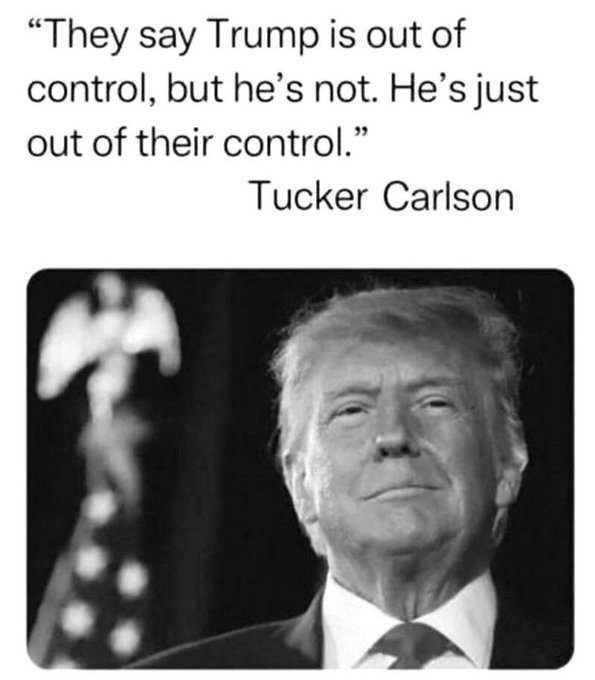 “They say Trump is out of
control, but he’s not. He’s just
out of their control.”
Tucker Carlson